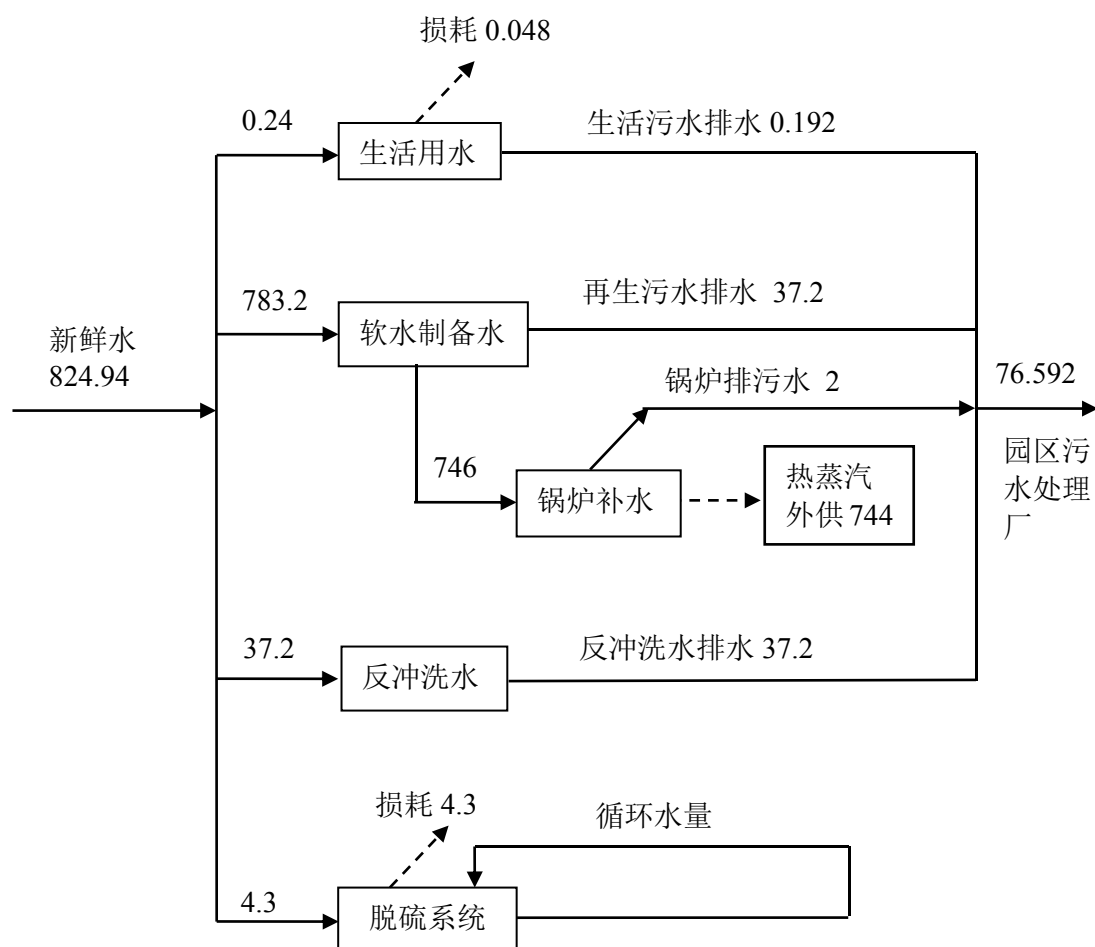 损耗 0.048
0.24
生活用水
生活污水排水 0.192
783.2
软水制备水
再生污水排水 37.2
新鲜水
824.94
锅炉排污水 2
76.592
746
锅炉补水
热蒸汽
外供 744
园区污
水处理
厂
37.2
反冲洗水
反冲洗水排水 37.2
损耗 4.3
循环水量
4.3
脱硫系统